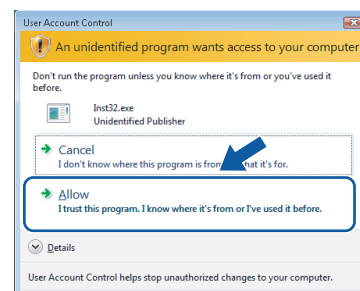 User Account Control
An unidentified program wants access to your computer
Don't run the program unless you know where it's from or you've used it
before.
Inst32.exe
Unidentified Publisher
Cancel
I don't know where this program is from hat it's for.
Allow
I trust this program. I know where it's from or I've used it before.
Details
User Account Control helps stop unauthorized changes to your computer.